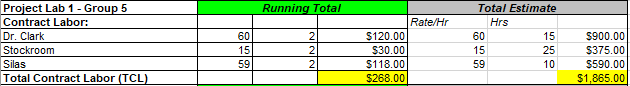 Project Lab 1 - Group 5 Running Total Total Estimate
Contract Labor: Rate/Hr Hrs
Dr. Clark 60 2 $120.00 60 15 $900.00
Stockroom 15 2 $30.00 15 25 $375.00
Silas 59 2 $118.00 59 10 $590.00
Total Contract Labor (TCL) $268.00 $1,865.00